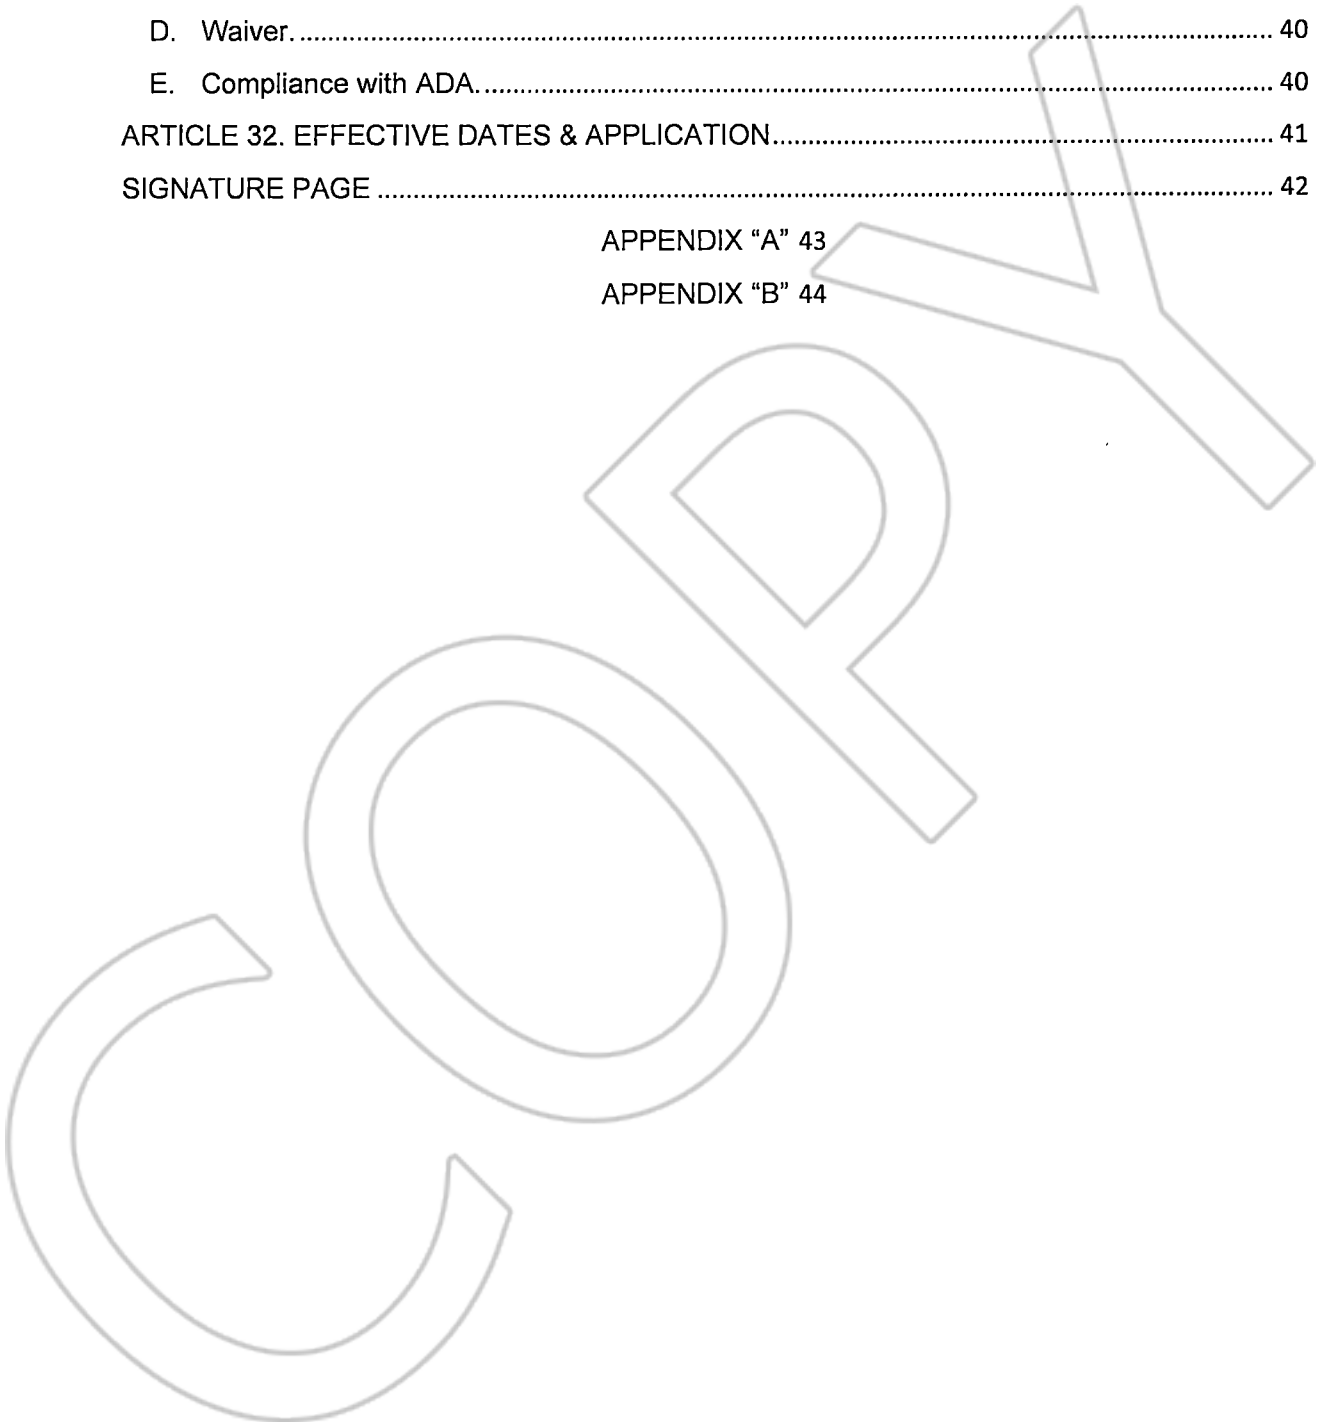 D. Waiver. ........................................................................................................................ 40
E. Compliance with ADA. ................................................................................................ 40
ARTICLE 32. EFFECTIVE DATES & APPLICATION ............................................................. 41
SIGNATURE PAGE ............................................................................................................. 42
APPENDIX “A” 43
APPENDIX “B” 44
COPY